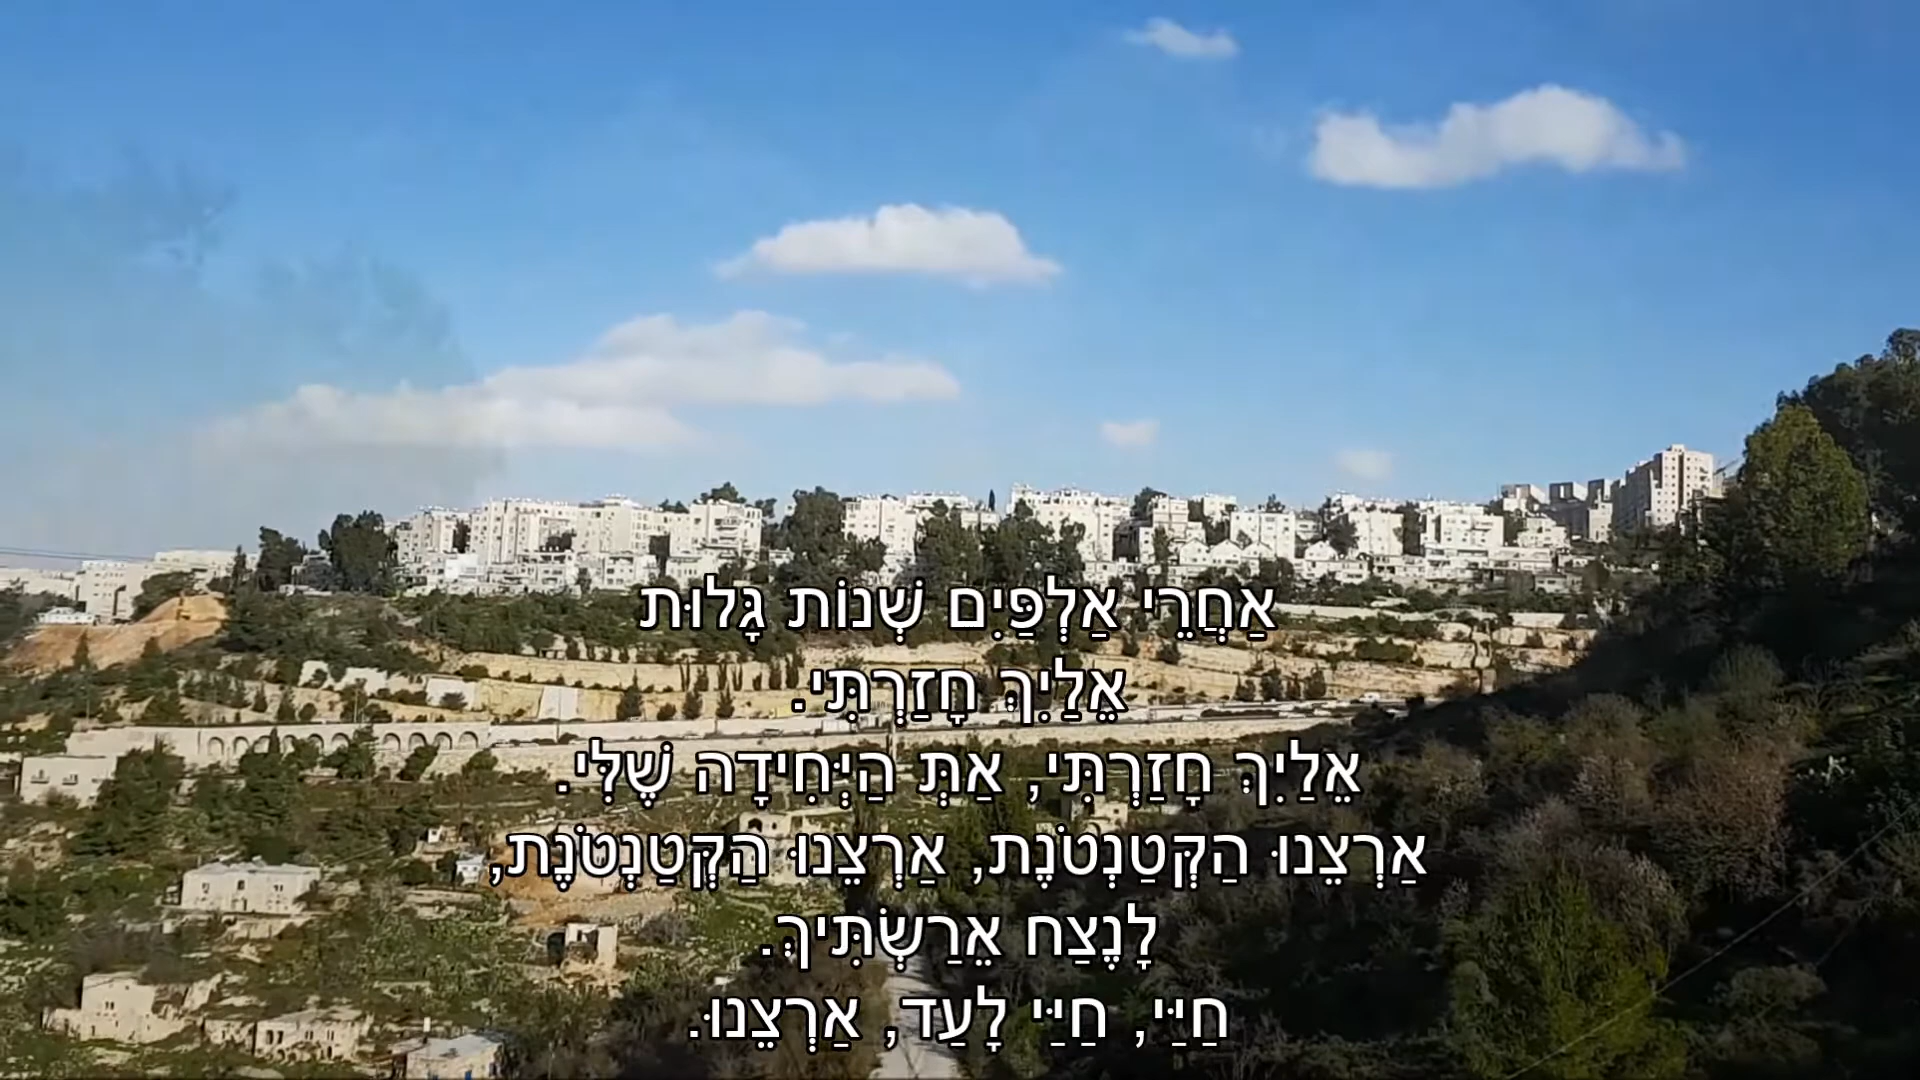 אַחֲרֵי אַלְפַּיִם שְׁנוֹת גָּלוּת
אֵלַיִךְ חָזַרְתִּי.
אֵלַיִךְ חָזַרְתִּי, אַתְּ הַיְּחִידָה שֶׁלִּי.
אַרְצֵנוּ הַקְּטַנְטֹנֶת, אַרְצֵנוּ הַקְּטַנְטֹנֶת,
לָנֶצַח אֵרַשְׂתִּיךְ.
חַיַּי, חַיַּי לָעַד, אַרְצֵנוּ.